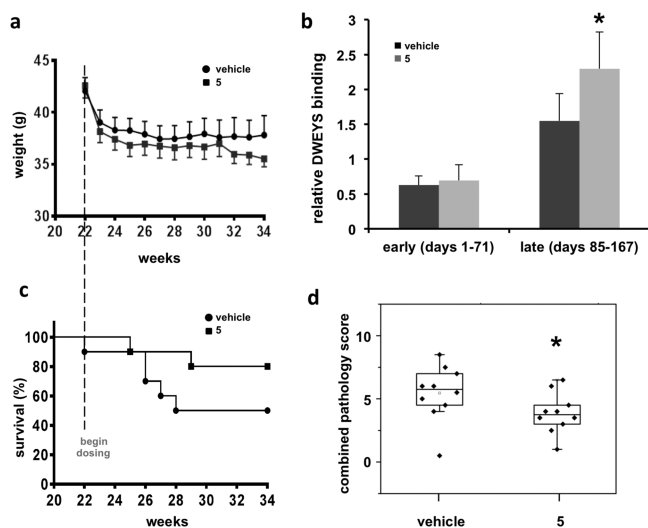 a
vehicle
5
weight (g)
45
40
35
30
20 22 24 26 28 30 32 34
weeks
b
vehicle
5
*
relative DWEYS binding
3
2.5
2
1.5
1
0.5
0
early (days 1-71) late (days 85-167)
c
vehicle
5
survival (%)
100
80
60
40
20
0
begin
dosing
20 22 24 26 28 30 32 34
weeks
d
*
combined pathology score
10
5
0
vehicle 5